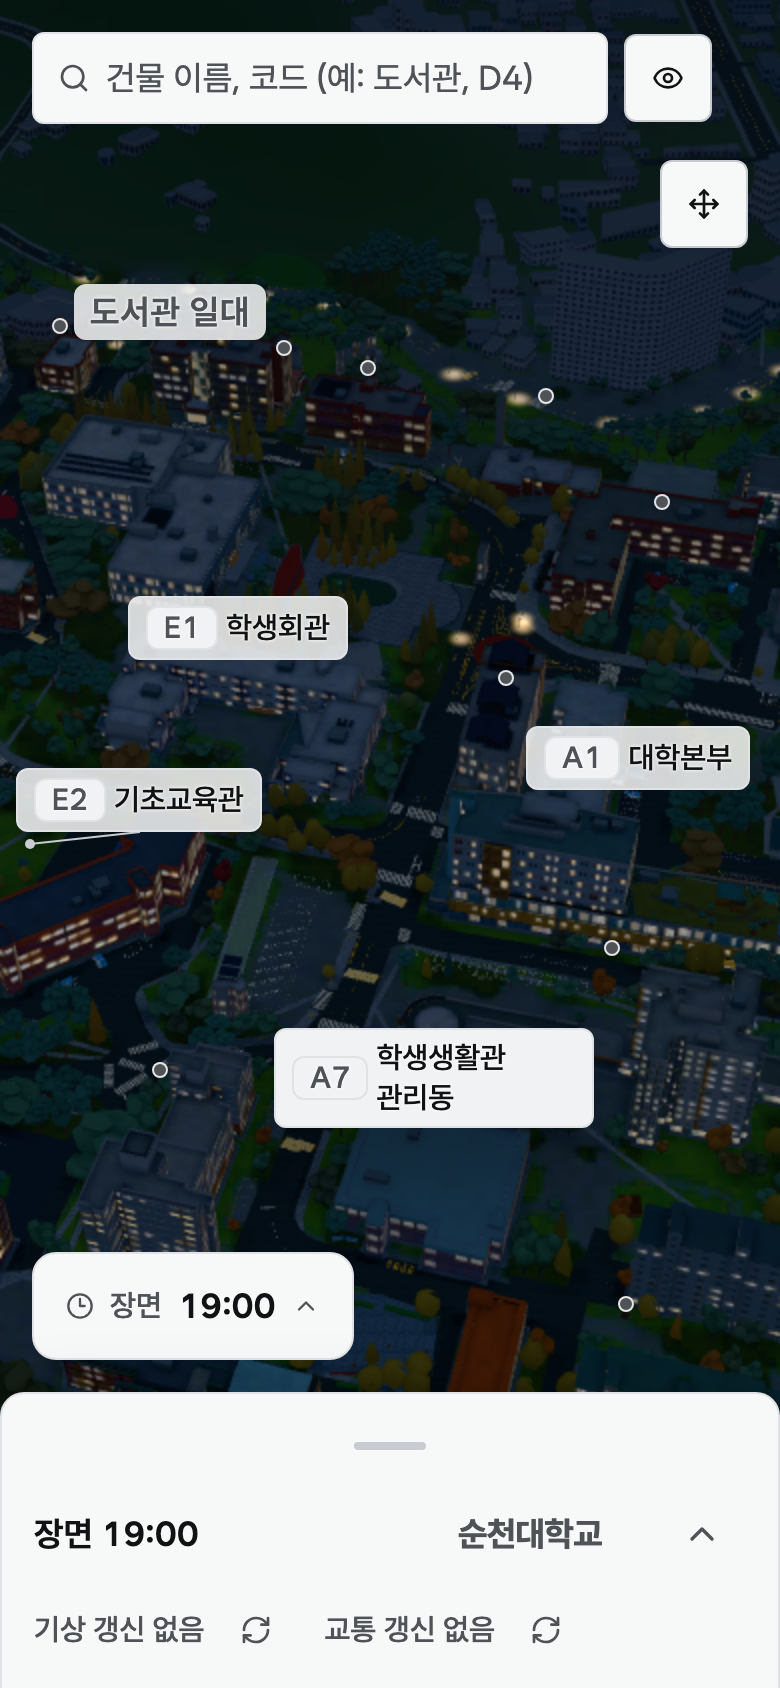 건물 이름, 코드 (예: 도서관, D4)
도서관 일대
E1 학생회관
A1 대학본부
E2 기초교육관
A7 학생생활관
관리동
장면 19:00
장면 19:00 순천대학교
기상 갱신 없음 교통 갱신 없음